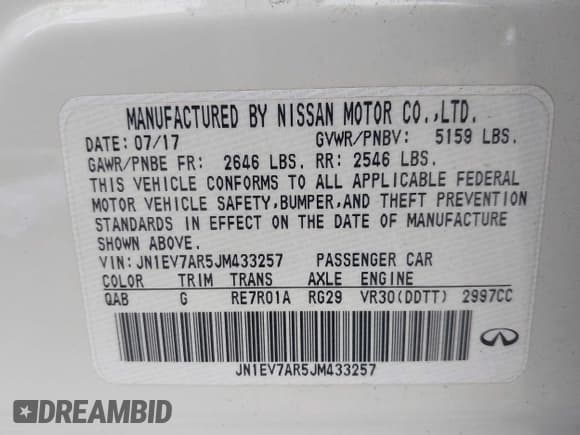 MANUFACTURED BY NISSAN MOTOR CO.,LTD.
DATE: 07/17 GVWR/PNBV: 5159 LBS.
GAWR/PNBE FR: 2646 LBS. RR: 2546 LBS.
THIS VEHICLE CONFORMS TO ALL APPLICABLE FEDERAL
MOTOR VEHICLE SAFETY,BUMPER,AND THEFT PREVENTION
STANDARDS IN EFFECT ON THE DATE OF MANUFACTURE
SHOWN ABOVE.
VIN:JN1EV7AR5JM433257 PASSENGER CAR
COLOR TRIM TRANS AXLE ENGINE
QAB G RE7R01A RG29 VR30(DDTT) 2997CC
JN1EV7AR5JM433257
DREAMBID